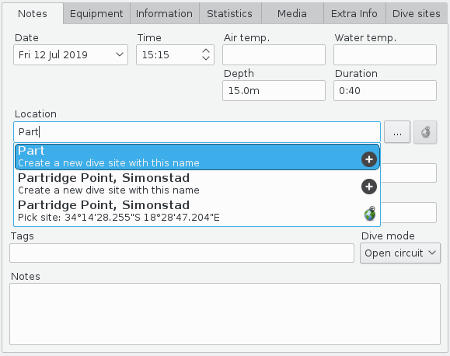 Notes Equipment Information Statistics Media Extra Info Dive sites
Date Time Air temp. Water temp.
Fri 12 Jul 2019 15:15
Depth Duration
15.0m 0:40
Location
Part ...
Part
Create a new dive site with this name
Partridge Point, Simonstad
Create a new dive site with this name
Partridge Point, Simonstad
Pick site: 34°14'28.255"S 18°28'47.204"E
Tags Dive mode
Open circuit
Notes